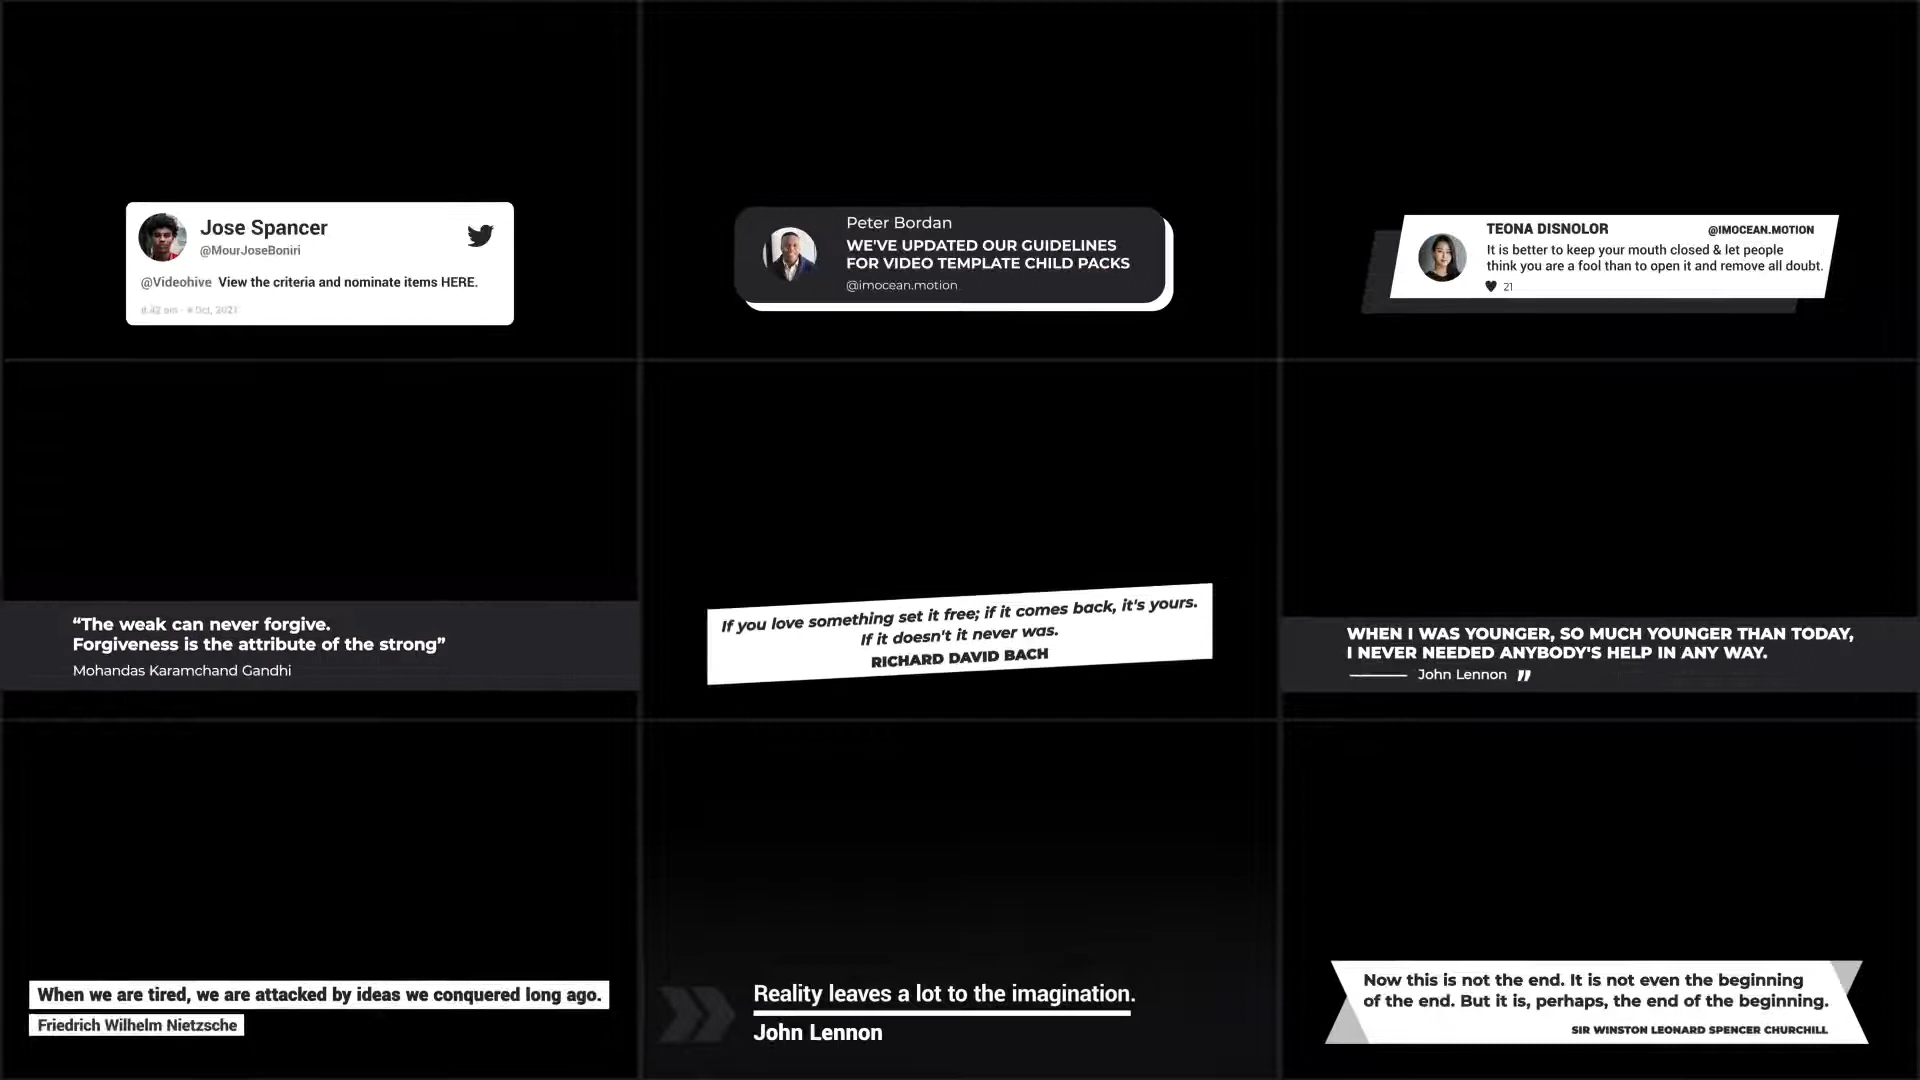 Jose Spancer
@MourJoseBoniri
@Videohive View the criteria and nominate items HERE.
Peter Bordan
WE'VE UPDATED OUR GUIDELINES
FOR VIDEO TEMPLATE CHILD PACKS
@imocean.motion
TEONA DISNOLOR @IMOCEAN.MOTION
It is better to keep your mouth closed & let people
think you are a fool than to open it and remove all doubt.
21
“The weak can never forgive.
Forgiveness is the attribute of the strong”
Mohandas Karamchand Gandhi
If you love something set it free; if it comes back, it's yours.
If it doesn't it never was.
RICHARD DAVID BACH
WHEN I WAS YOUNGER, SO MUCH YOUNGER THAN TODAY,
I NEVER NEEDED ANYBODY'S HELP IN ANY WAY.
John Lennon ”
When we are tired, we are attacked by ideas we conquered long ago.
Friedrich Wilhelm Nietzsche
Reality leaves a lot to the imagination.
John Lennon
Now this is not the end. It is not even the beginning
of the end. But it is, perhaps, the end of the beginning.
SIR WINSTON LEONARD SPENCER CHURCHILL